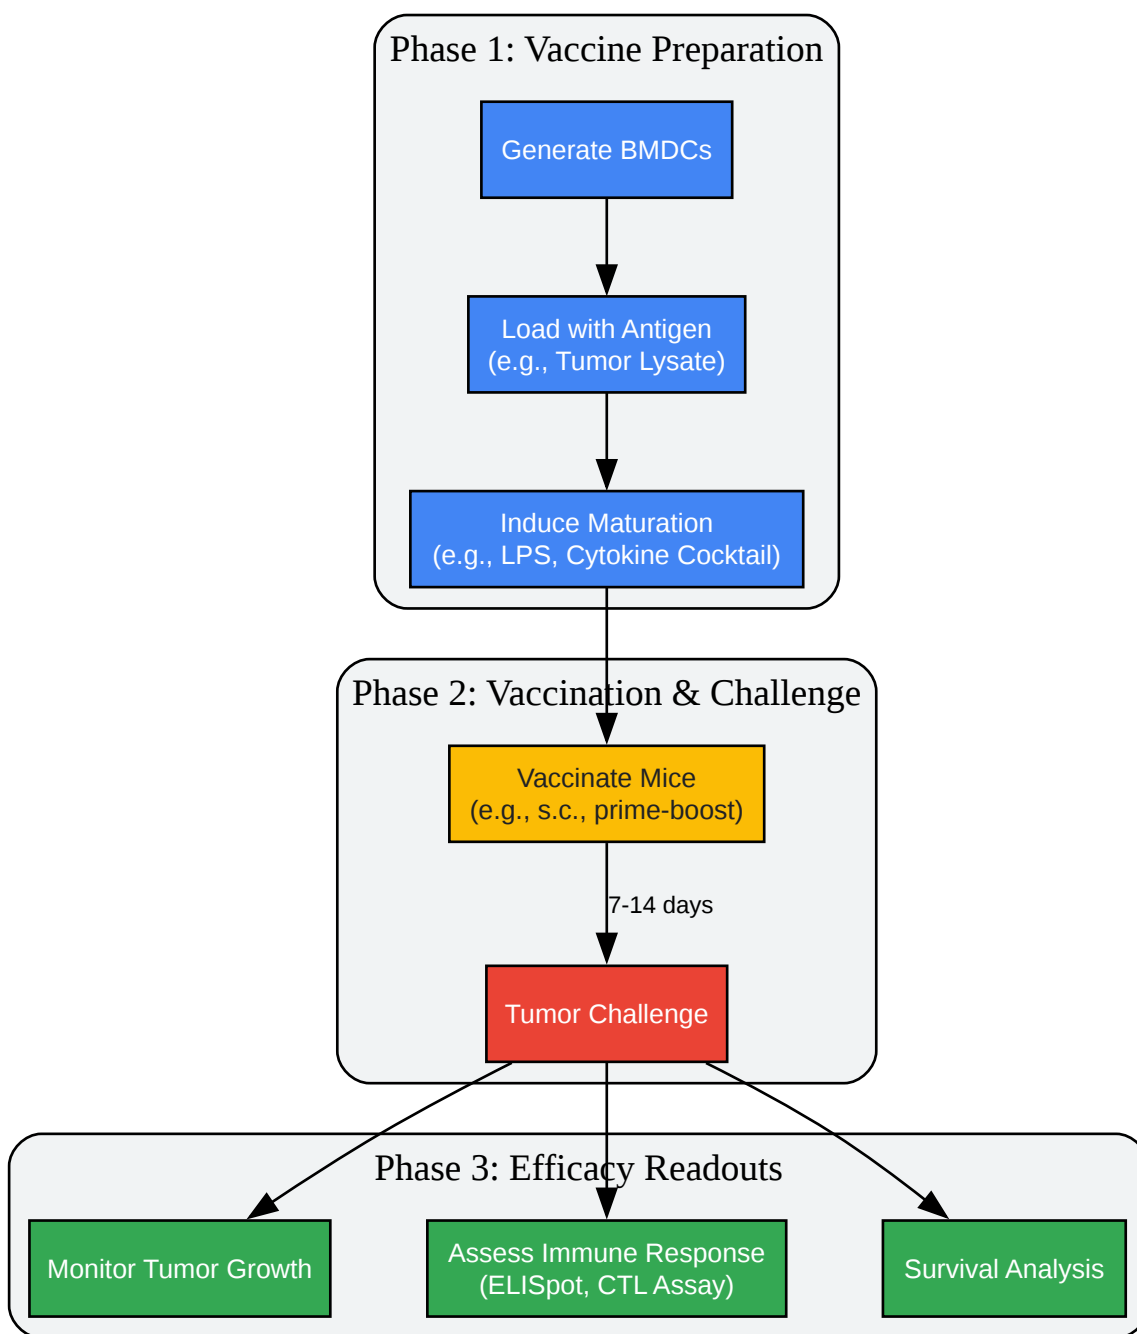 Phase 1: Vaccine Preparation
Generate BMDCs
Load with Antigen
(e.g., Tumor Lysate)
Induce Maturation
(e.g., LPS, Cytokine Cocktail)
Phase 2: Vaccination & Challenge
Vaccinate Mice
(e.g., s.c., prime-boost)
7-14 days
Tumor Challenge
Phase 3: Efficacy Readouts
Monitor Tumor Growth
Assess Immune Response
(ELISpot, CTL Assay)
Survival Analysis